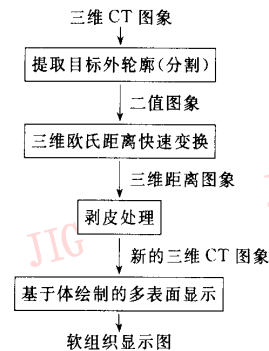 三维CT图象
提取目标外轮廓(分割)
二值图象
三维欧氏距离快速变换
三维距离图象
剥皮处理
新的三维CT图象
基于体绘制的多表面显示
软组织显示图
JIG